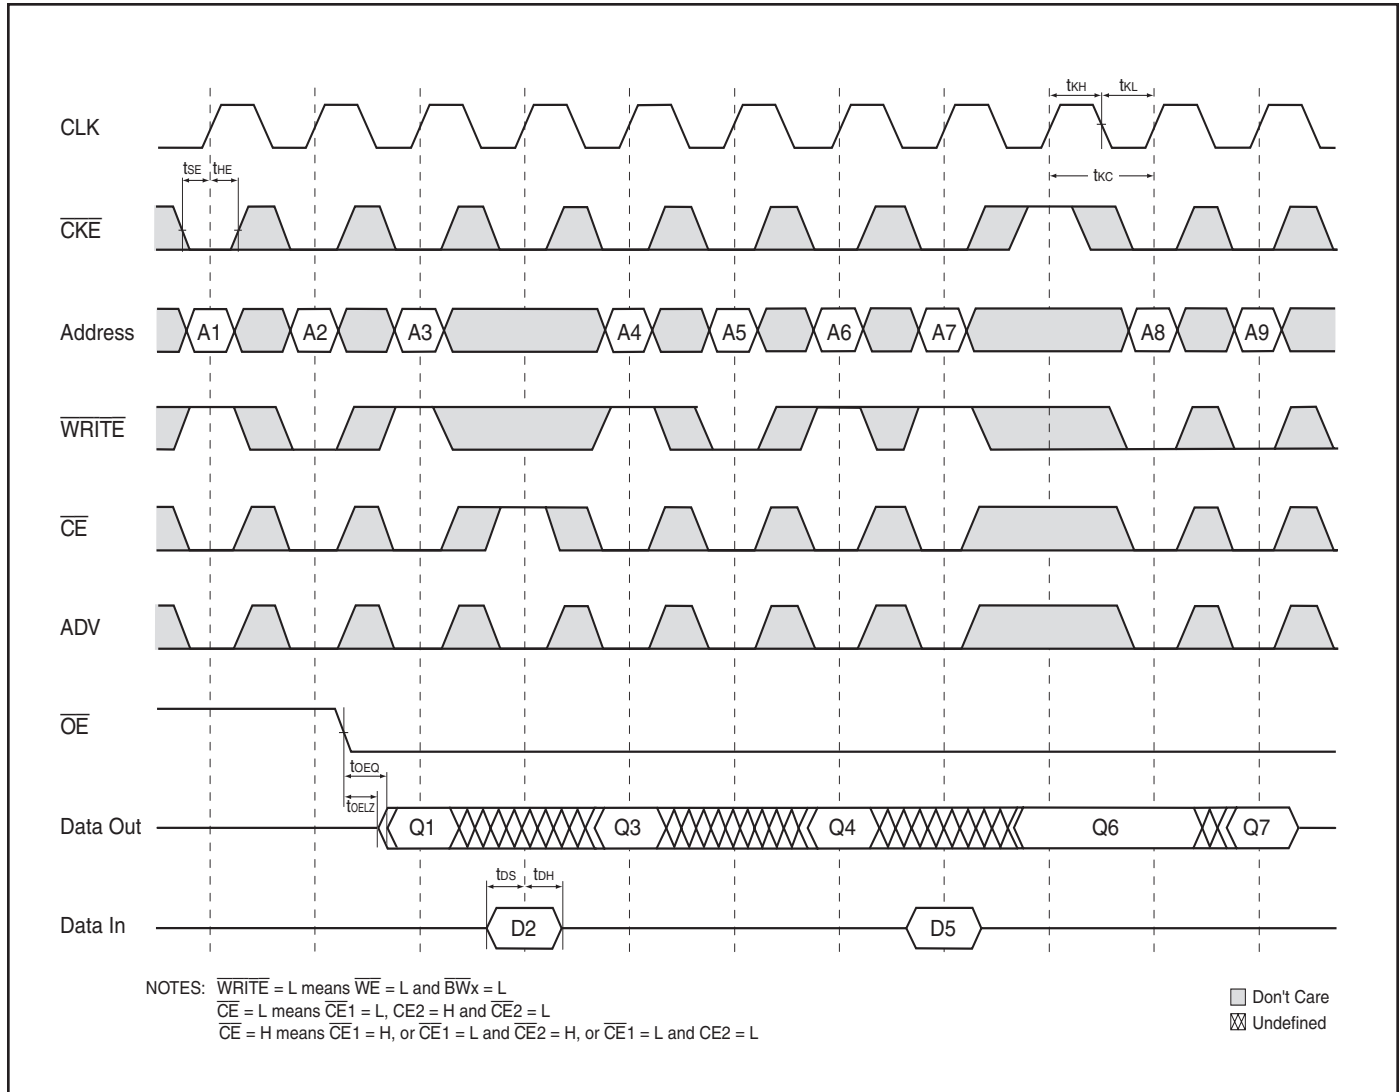 tKH tKL
CLK
tSE tHE
tKC
CKE
Address A1 A2 A3 A4 A5 A6 A7 A8 A9
WRITE
CE
ADV
OE
tOEQ
tOELZ
Data Out Q1 Q3 Q4 Q6 Q7
tDS tDH
Data In D2 D5
NOTES: WRITE = L means WE = L and BWx = L
CE = L means CE1 = L, CE2 = H and CE2 = L
CE = H means CE1 = H, or CE1 = L and CE2 = H, or CE1 = L and CE2 = L
Don't Care
Undefined